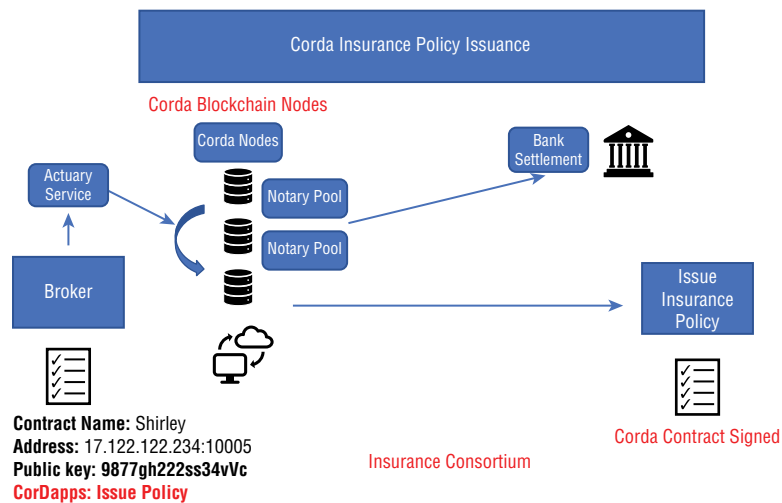 Corda Insurance Policy Issuance
Corda Blockchain Nodes
Corda Nodes
Bank
Settlement
Actuary
Service
Notary Pool
Notary Pool
Broker
Issue
Insurance
Policy
Contract Name: Shirley
Address: 17.122.122.234:10005
Public key: 9877gh222ss34vVc
CorDapps: Issue Policy
Insurance Consortium
Corda Contract Signed